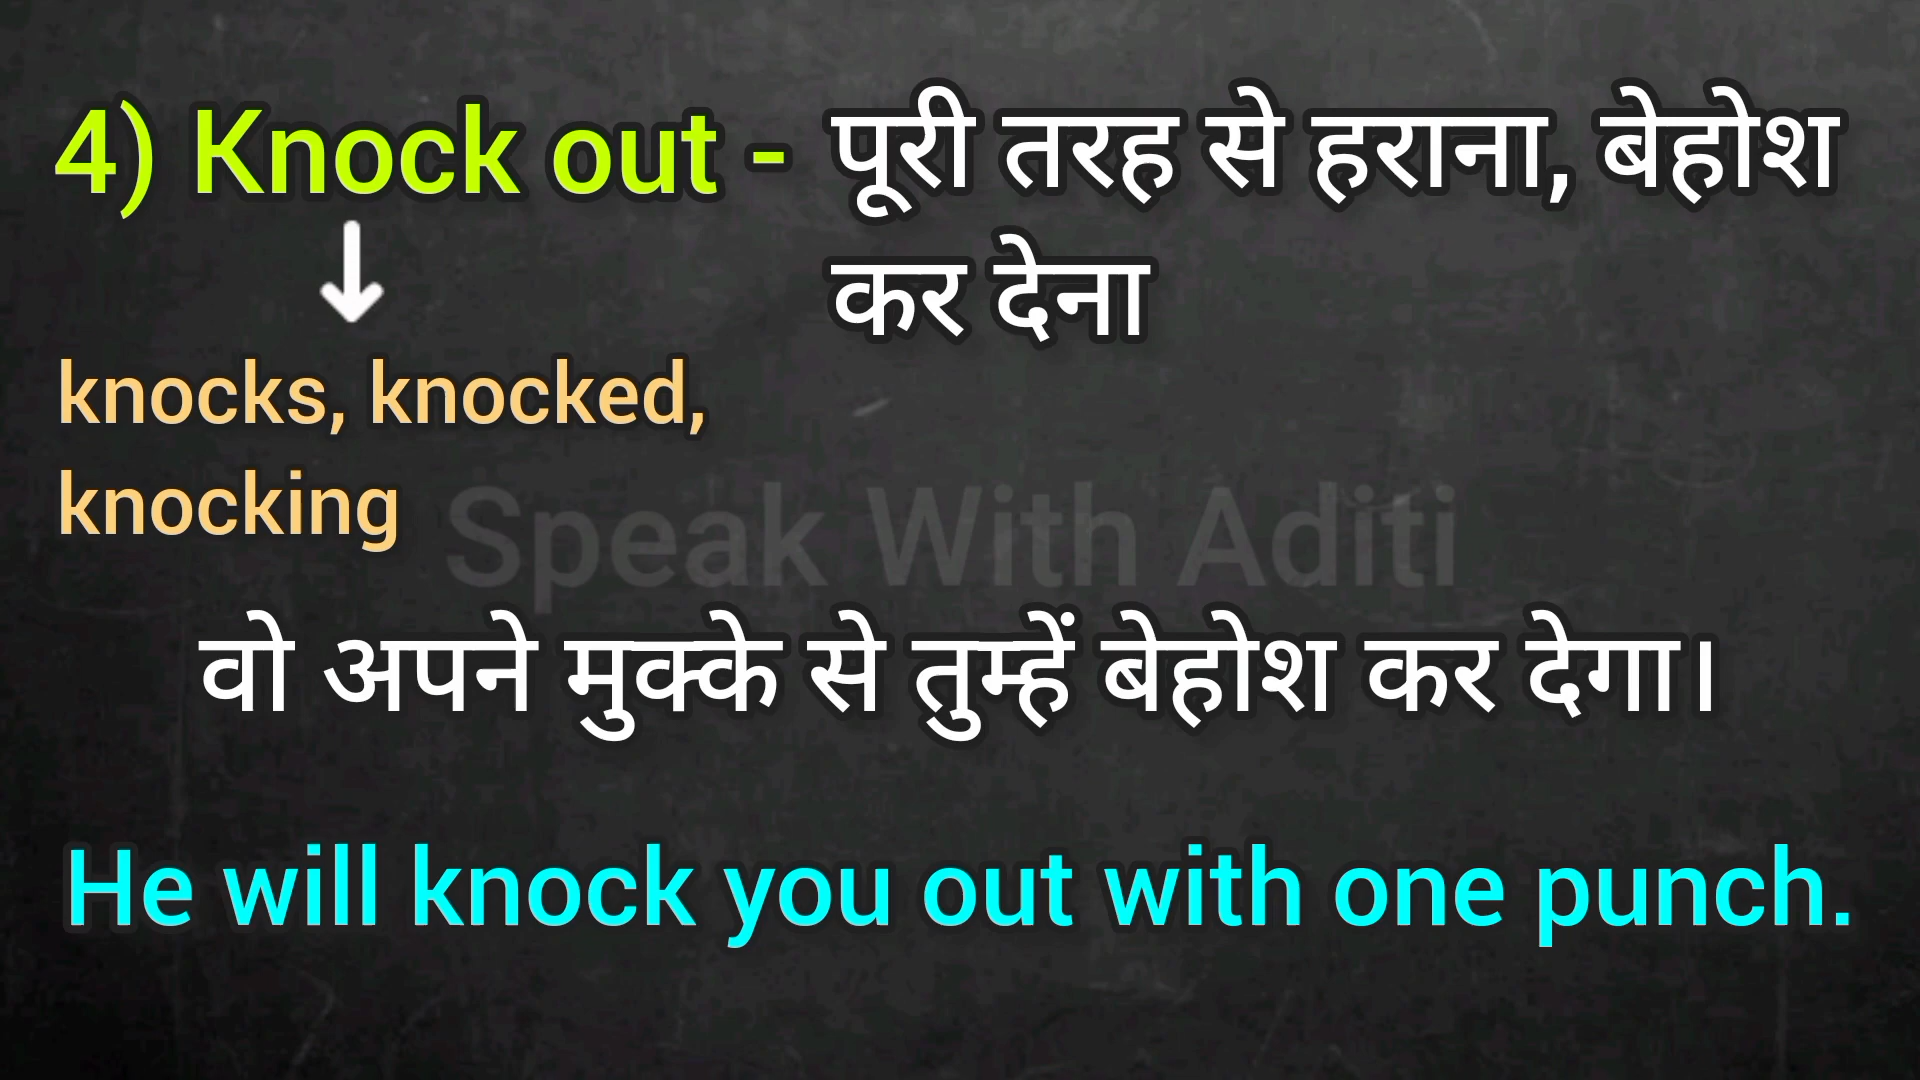 4) Knock out - पूरी तरह से हराना, बेहोश
कर देना
knocks, knocked,
knocking
Speak With Aditi
वो अपने मुक्के से तुम्हें बेहोश कर देगा।
He will knock you out with one punch.